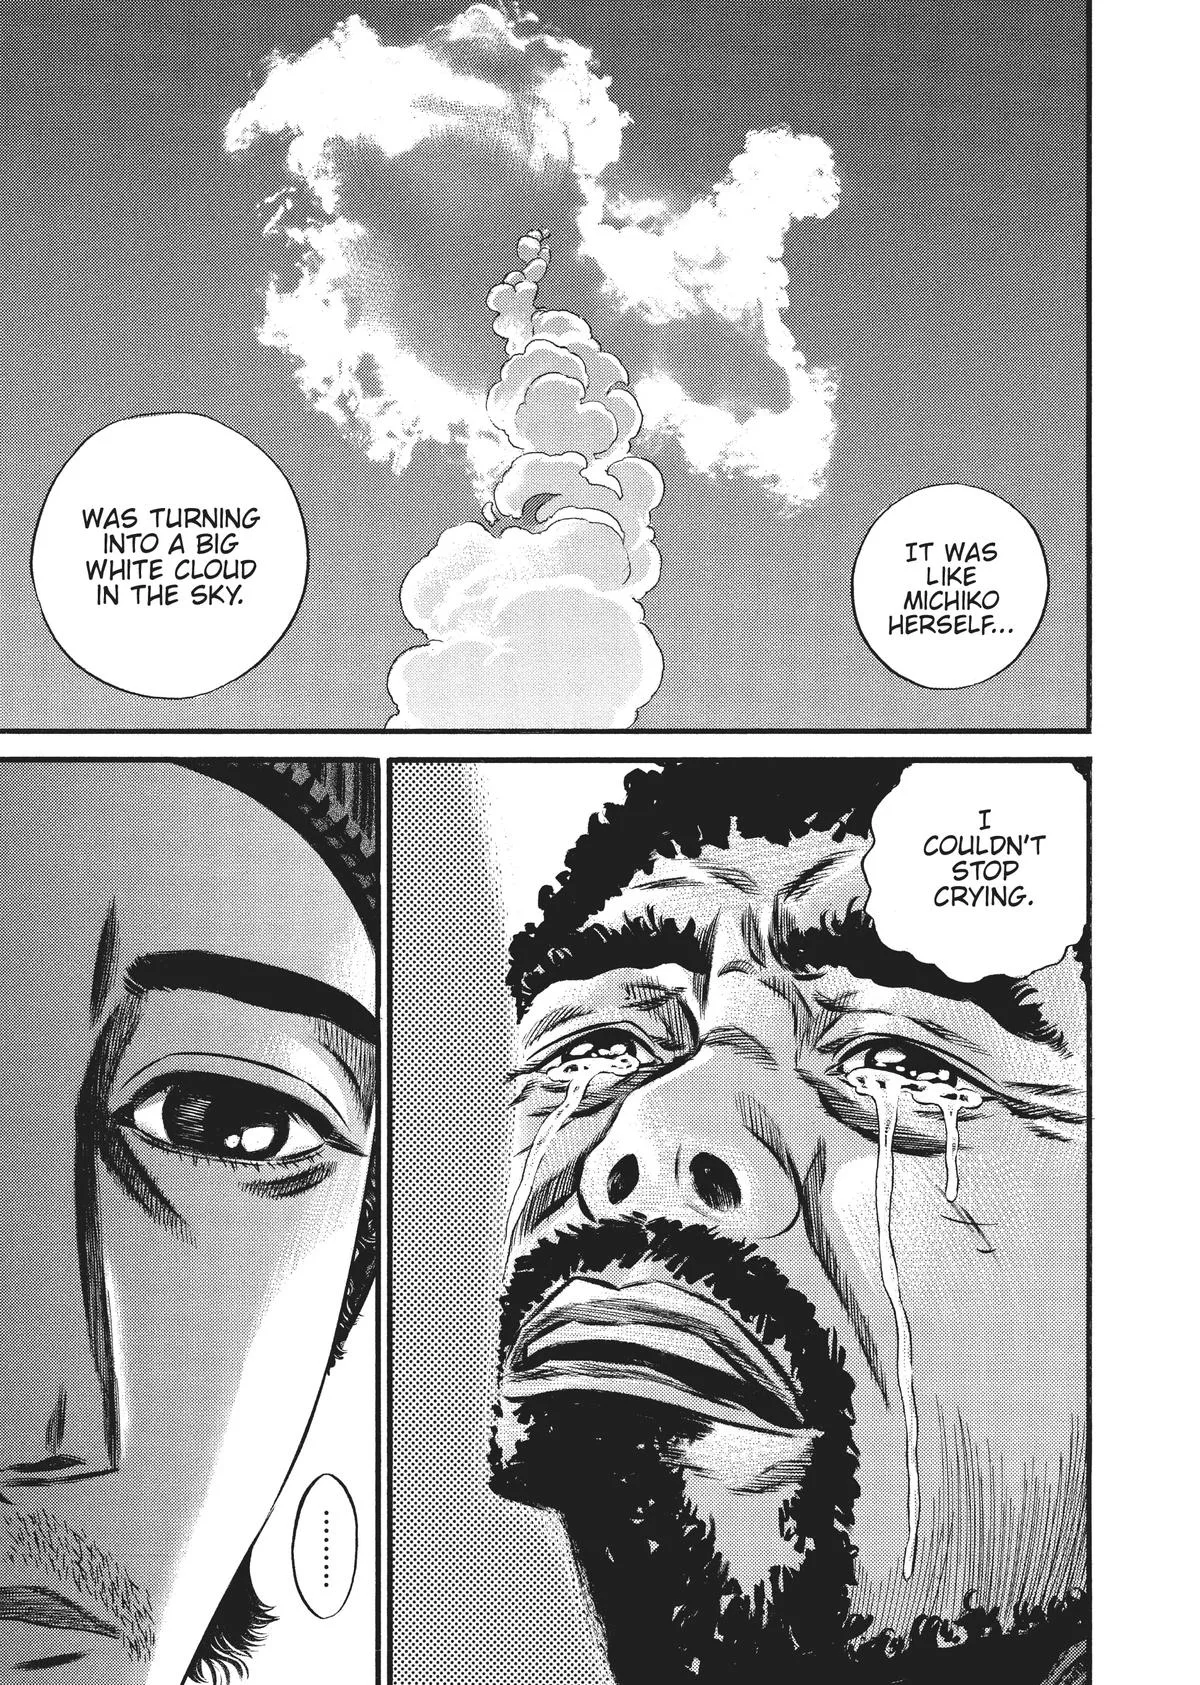 IT WAS
LIKE
MICHIKO
HERSELF...
WAS TURNING
INTO A BIG
WHITE CLOUD
IN THE SKY.
I
COULDN'T
STOP
CRYING.
.........